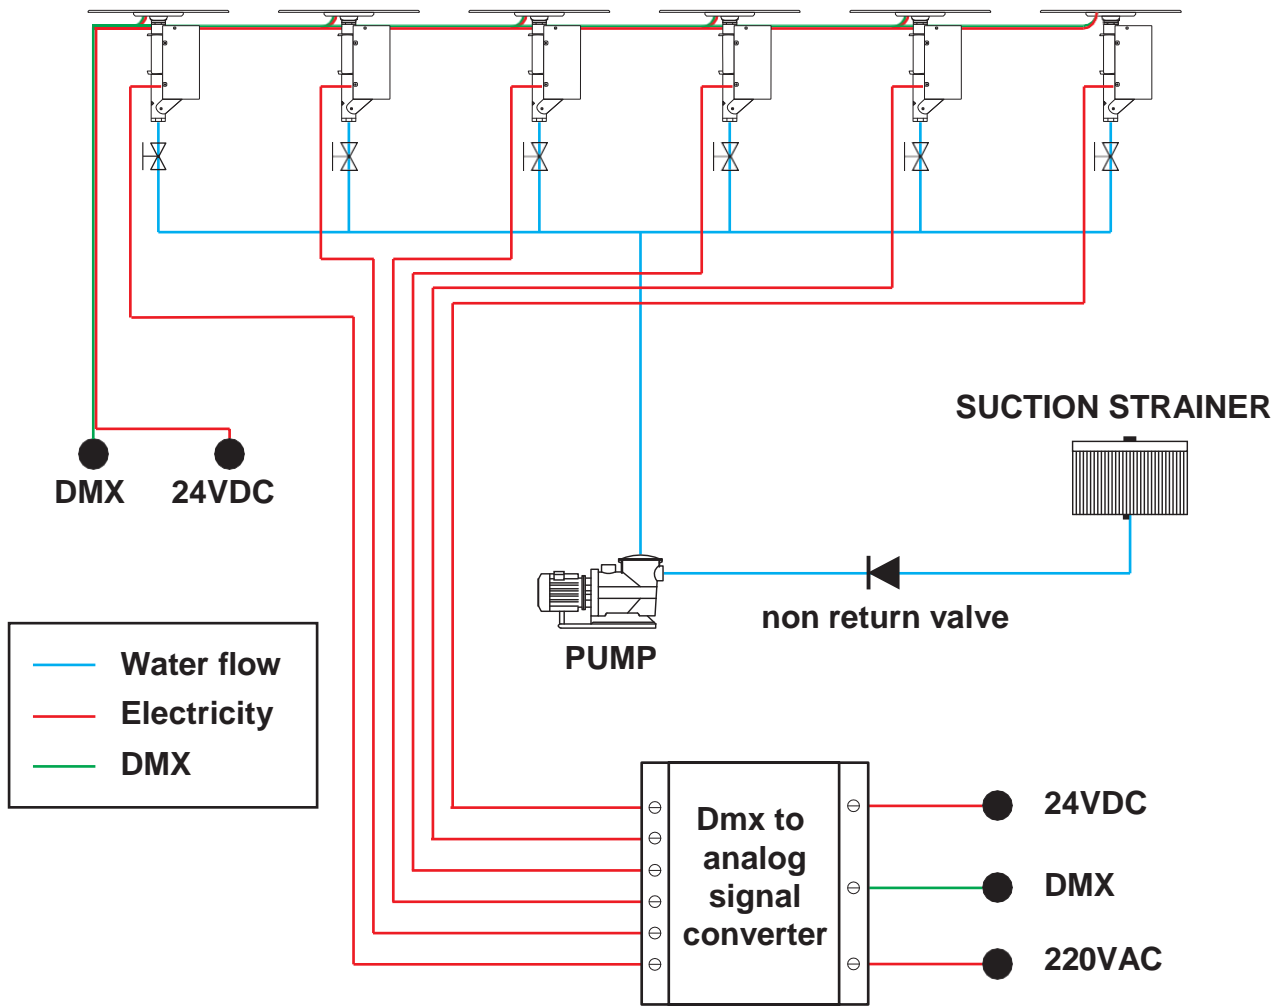 SUCTION STRAINER
DMX
24VDC
non return valve
PUMP
Water flow
Electricity
DMX
Dmx to
analog
signal
converter
24VDC
DMX
220VAC